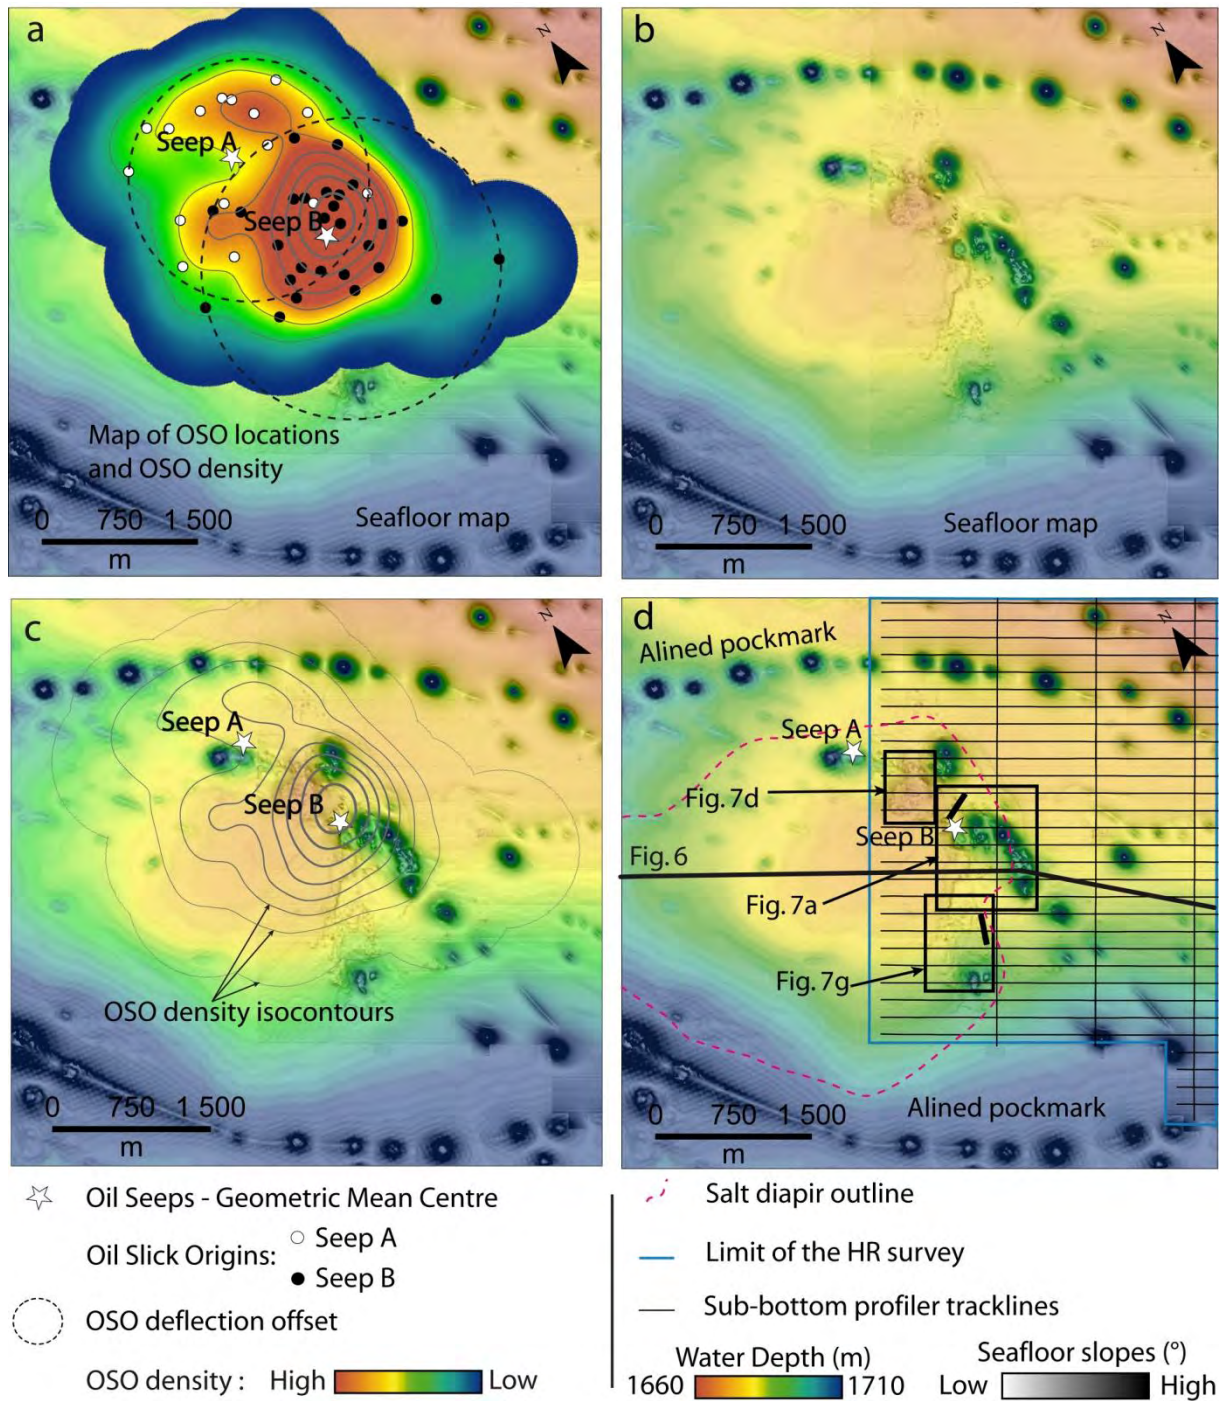 a
N
Seep A
Seep B
Map of OSO locations
and OSO density
0 750 1 500
m
Seafloor map
b
N
0 750 1 500
m
Seafloor map
c
N
Seep A
Seep B
OSO density isocontours
0 750 1 500
m
d
N
Alined pockmark
Seep A
Fig. 7d
Seep B
Fig. 6
Fig. 7a
Fig. 7g
0 750 1 500
m
Alined pockmark
Oil Seeps - Geometric Mean Centre
Oil Slick Origins:
Seep A
Seep B
OSO deflection offset
OSO density : High Low
Salt diapir outline
Limit of the HR survey
Sub-bottom profiler tracklines
Water Depth (m)
1660 1710
Seafloor slopes (°)
Low High